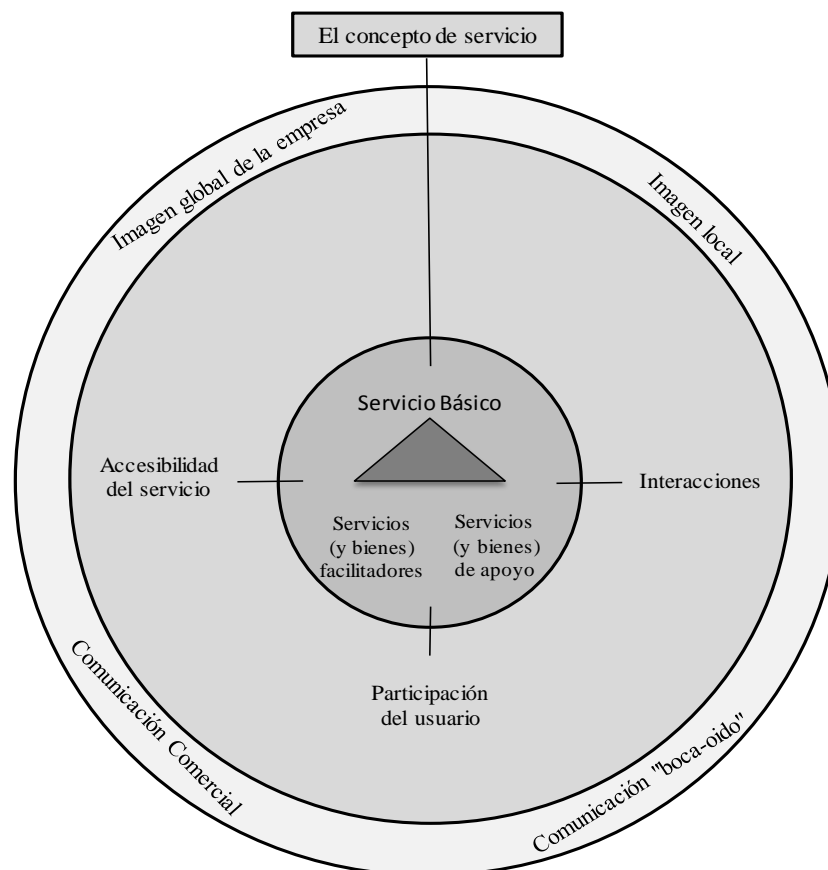 El concepto de servicio
Imagen global de la empresa
Imagen local
Servicio Básico
Accesibilidad
del servicio
Interacciones
Servicios
(y bienes)
facilitadores
Servicios
(y bienes)
de apoyo
Participación
del usuario
Comunicación Comercial
Comunicación "boca-oido"